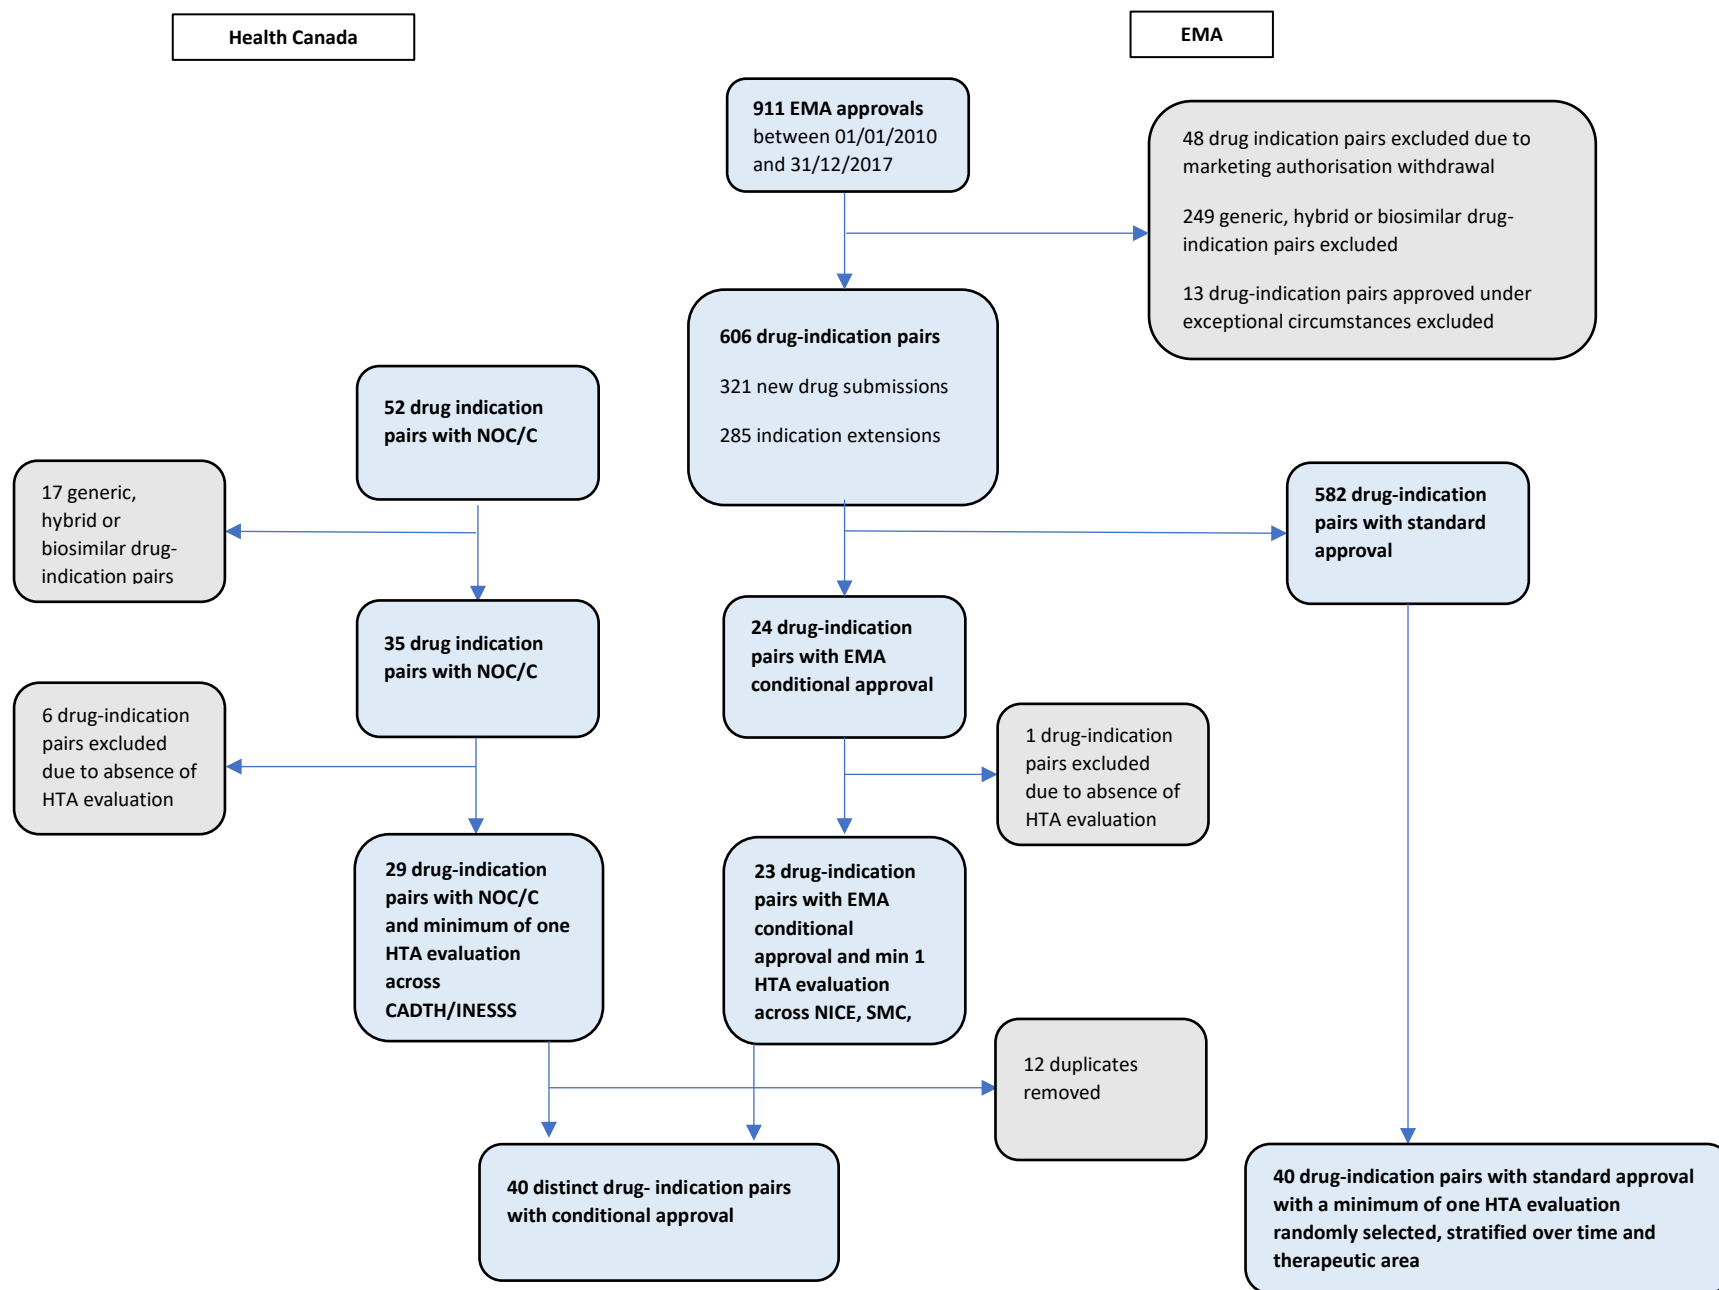 Health Canada
EMA
911 EMA approvals
between 01/01/2010
and 31/12/2017
48 drug indication pairs excluded due to
marketing authorisation withdrawal
249 generic, hybrid or biosimilar drug-
indication pairs excluded
13 drug-indication pairs approved under
exceptional circumstances excluded
606 drug-indication pairs
321 new drug submissions
285 indication extensions
52 drug indication
pairs with NOC/C
17 generic,
hybrid or
biosimilar drug-
indication pairs
582 drug-indication
pairs with standard
approval
35 drug indication
pairs with NOC/C
24 drug-indication
pairs with EMA
conditional approval
6 drug-indication
pairs excluded
due to absence of
HTA evaluation
1 drug-indication
pairs excluded
due to absence of
HTA evaluation
29 drug-indication
pairs with NOC/C
and minimum of one
HTA evaluation
across
CADTH/INESSS
23 drug-indication
pairs with EMA
conditional
approval and min 1
HTA evaluation
across NICE, SMC,
12 duplicates
removed
40 distinct drug- indication pairs
with conditional approval
40 drug-indication pairs with standard approval
with a minimum of one HTA evaluation
randomly selected, stratified over time and
therapeutic area